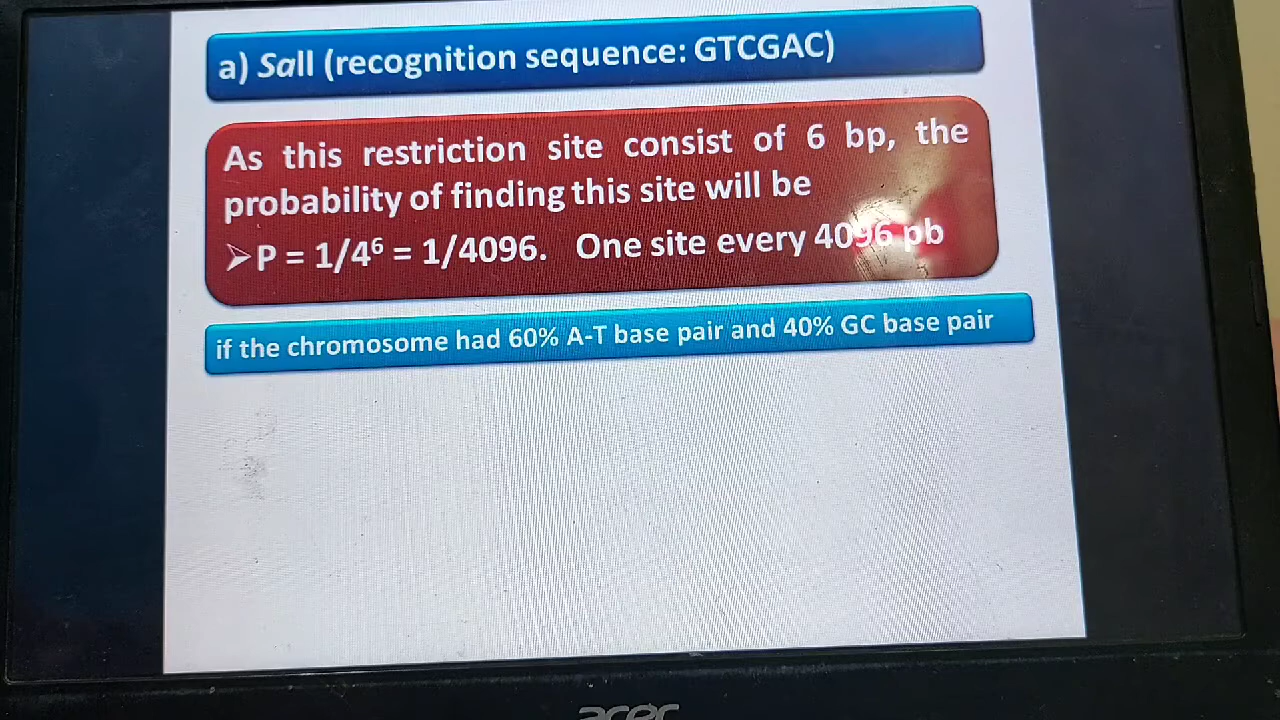 a) SalI (recognition sequence: GTCGAC)
As this restriction site consist of 6 bp, the
probability of finding this site will be
➢P = 1/4⁶ = 1/4096. One site every 4096 pb
if the chromosome had 60% A-T base pair and 40% GC base pair
acer